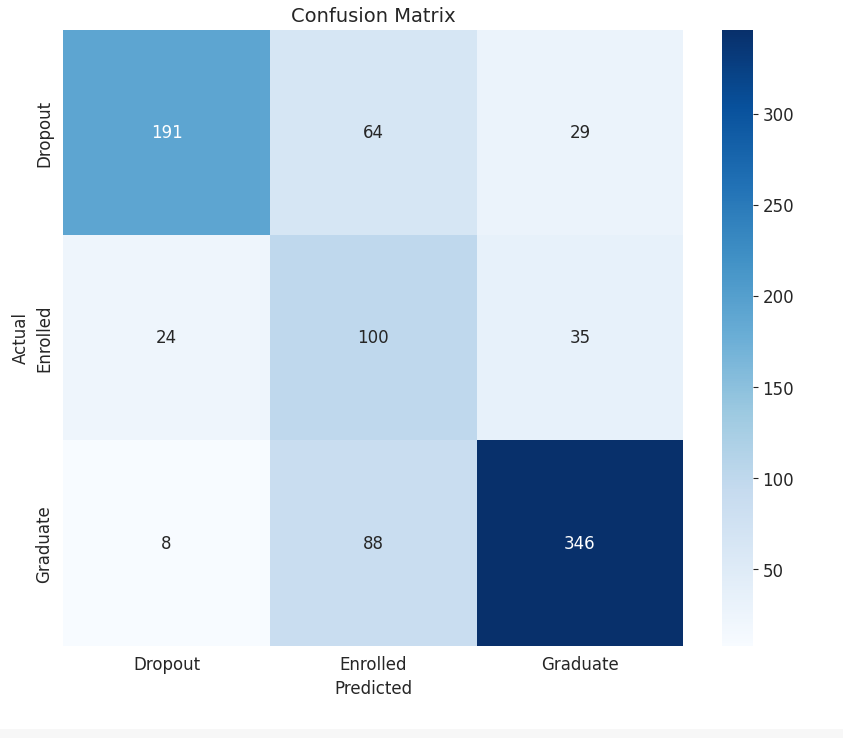 Confusion Matrix
Dropout
191
64
29
300
250
200
Actual
Enrolled
24
100
35
150
100
Graduate
8
88
346
50
Dropout
Enrolled
Graduate
Predicted